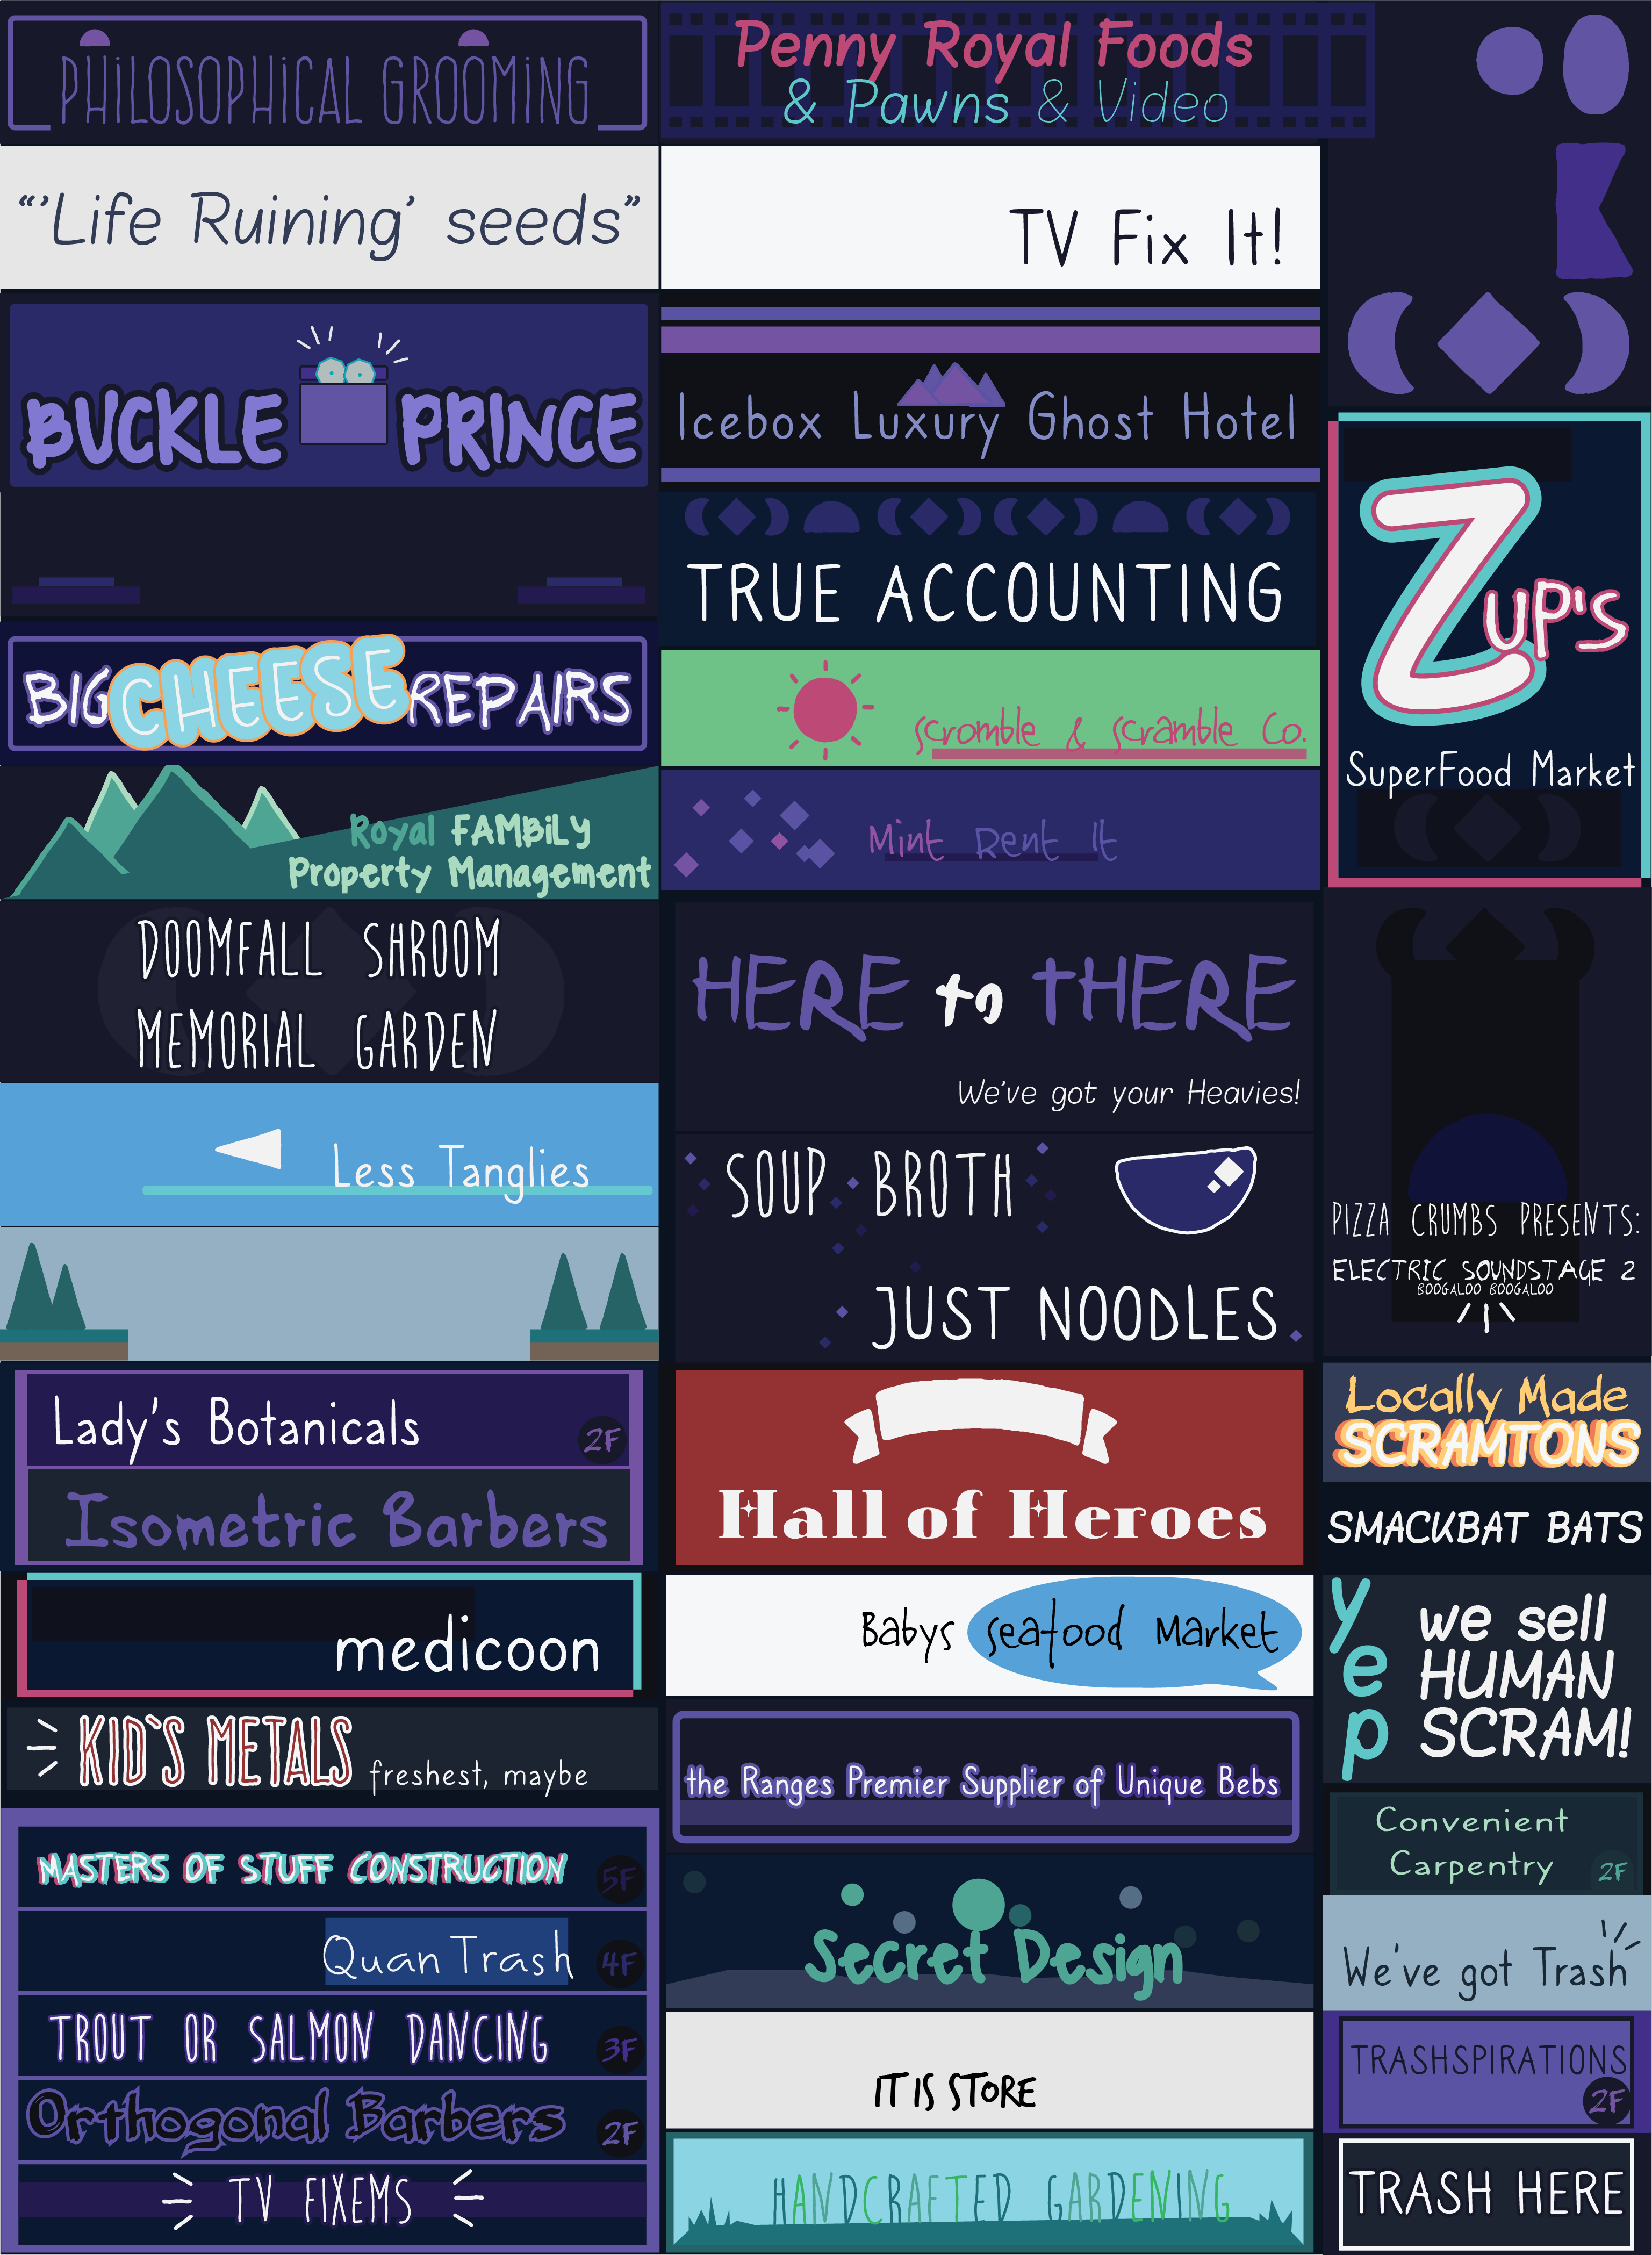 PHiLOSOPHiCAL GROOMiNG
"'Life Ruining' seeds"
BUCKLE PRINCE
BIG CHEESE REPAIRS
Royal FAMBiLY
Property Management
DOOMFALL SHROOM
MEMORIAL GARDEN
Less Tanglies
Lady's Botanicals 2F
Isometric Barbers
medicoon
KID'S METALS freshest, maybe
MASTERS OF STUFF CONSTRUCTION 5F
QuanTrash 4F
TROUT OR SALMON DANCING 3F
Orthogonal Barbers 2F
TV FIXEMS
Penny Royal Foods
& Pawns & Video
TV Fix It!
Icebox Luxury Ghost Hotel
TRUE ACCOUNTING
Scromble & Scramble Co.
Mint Rent It
HERE to THERE
We've got your Heavies!
SOUP BROTH
JUST NOODLES
Hall of Heroes
Babys seafood Market
the Ranges Premier Supplier of Unique Bebs
Secret Design
IT IS STORE
HANDCRAFTED GARDENING
ZUP'S
SuperFood Market
PIZZA CRUMBS PRESENTS:
ELECTRIC SOUNDSTAGE 2
BOOGALOO BOOGALOO
Locally Made
SCRAMTONS
SMACKBAT BATS
yep
we sell
HUMAN
SCRAM!
Convenient
Carpentry 2F
We've got Trash
TRASHSPIRATIONS
2F
TRASH HERE